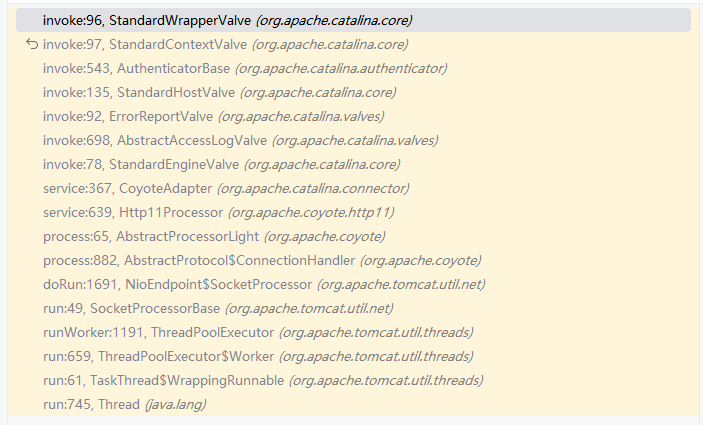 invoke:96, StandardWrapperValve (org.apache.catalina.core)
invoke:97, StandardContextValve (org.apache.catalina.core)
invoke:543, AuthenticatorBase (org.apache.catalina.authenticator)
invoke:135, StandardHostValve (org.apache.catalina.core)
invoke:92, ErrorReportValve (org.apache.catalina.valves)
invoke:698, AbstractAccessLogValve (org.apache.catalina.valves)
invoke:78, StandardEngineValve (org.apache.catalina.core)
service:367, CoyoteAdapter (org.apache.catalina.connector)
service:639, Http11Processor (org.apache.coyote.http11)
process:65, AbstractProcessorLight (org.apache.coyote)
process:882, AbstractProtocol$ConnectionHandler (org.apache.coyote)
doRun:1691, NioEndpoint$SocketProcessor (org.apache.tomcat.util.net)
run:49, SocketProcessorBase (org.apache.tomcat.util.net)
runWorker:1191, ThreadPoolExecutor (org.apache.tomcat.util.threads)
run:659, ThreadPoolExecutor$Worker (org.apache.tomcat.util.threads)
run:61, TaskThread$WrappingRunnable (org.apache.tomcat.util.threads)
run:745, Thread (java.lang)